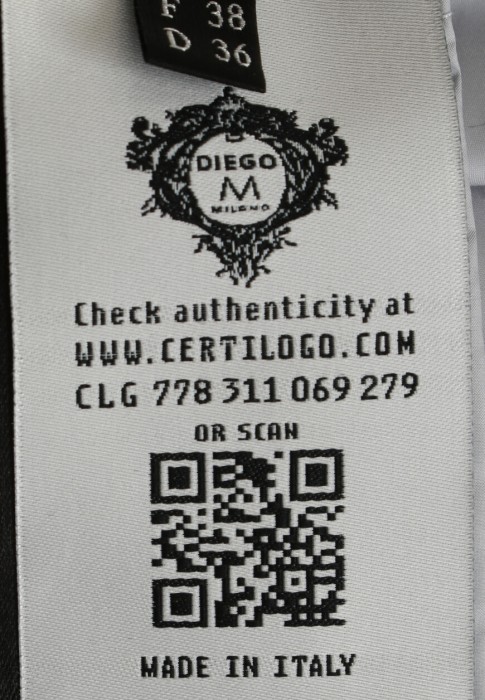 F 38
D 36
DIEGO
M
MILANO
Check authenticity at
WWW.CERTILOGO.COM
CLG 778 311 069 279
OR SCAN
MADE IN ITALY